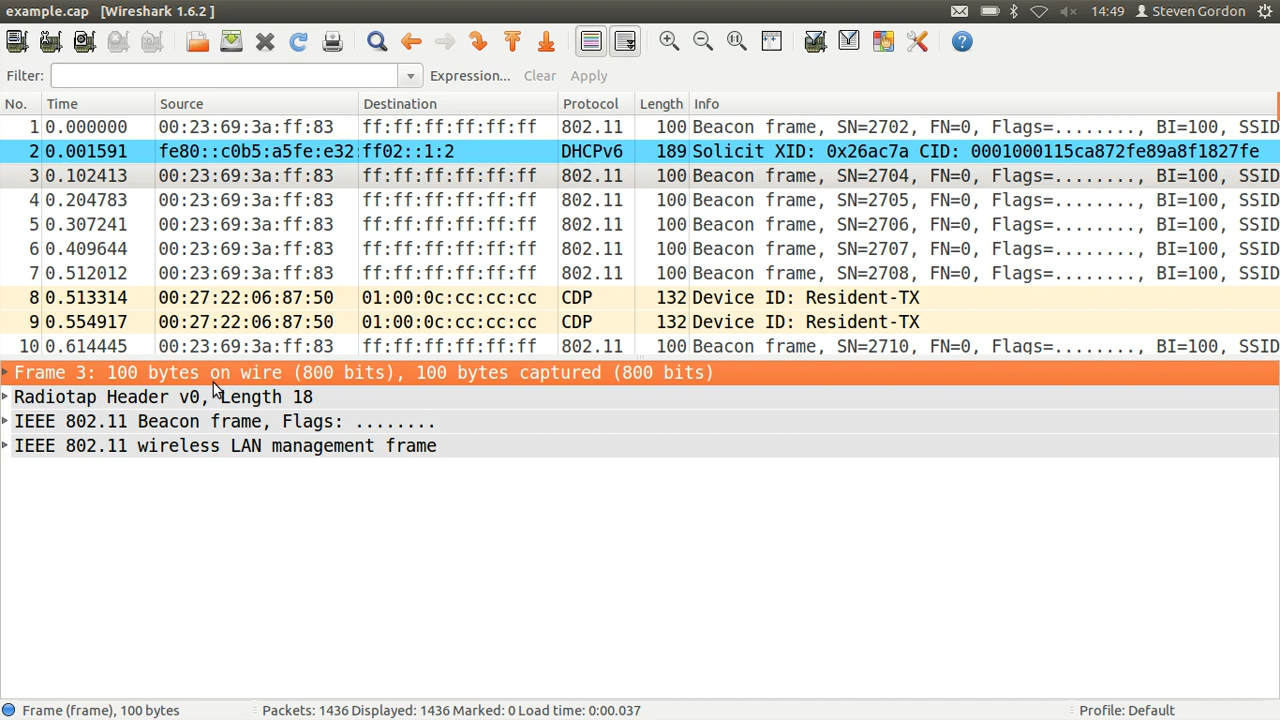 example.cap [Wireshark 1.6.2 ] 14:49 Steven Gordon
Filter: Expression... Clear Apply
No. Time Source Destination Protocol Length Info
1 0.000000 00:23:69:3a:ff:83 ff:ff:ff:ff:ff:ff 802.11 100 Beacon frame, SN=2702, FN=0, Flags=........, BI=100, SSID
2 0.001591 fe80::c0b5:a5fe:e32: ff02::1:2 DHCPv6 189 Solicit XID: 0x26ac7a CID: 0001000115ca872fe89a8f1827fe
3 0.102413 00:23:69:3a:ff:83 ff:ff:ff:ff:ff:ff 802.11 100 Beacon frame, SN=2704, FN=0, Flags=........, BI=100, SSID
4 0.204783 00:23:69:3a:ff:83 ff:ff:ff:ff:ff:ff 802.11 100 Beacon frame, SN=2705, FN=0, Flags=........, BI=100, SSID
5 0.307241 00:23:69:3a:ff:83 ff:ff:ff:ff:ff:ff 802.11 100 Beacon frame, SN=2706, FN=0, Flags=........, BI=100, SSID
6 0.409644 00:23:69:3a:ff:83 ff:ff:ff:ff:ff:ff 802.11 100 Beacon frame, SN=2707, FN=0, Flags=........, BI=100, SSID
7 0.512012 00:23:69:3a:ff:83 ff:ff:ff:ff:ff:ff 802.11 100 Beacon frame, SN=2708, FN=0, Flags=........, BI=100, SSID
8 0.513314 00:27:22:06:87:50 01:00:0c:cc:cc:cc CDP 132 Device ID: Resident-TX
9 0.554917 00:27:22:06:87:50 01:00:0c:cc:cc:cc CDP 132 Device ID: Resident-TX
10 0.614445 00:23:69:3a:ff:83 ff:ff:ff:ff:ff:ff 802.11 100 Beacon frame, SN=2710, FN=0, Flags=........, BI=100, SSID
Frame 3: 100 bytes on wire (800 bits), 100 bytes captured (800 bits)
Radiotap Header v0, Length 18
IEEE 802.11 Beacon frame, Flags: ........
IEEE 802.11 wireless LAN management frame
Frame (frame), 100 bytes Packets: 1436 Displayed: 1436 Marked: 0 Load time: 0:00.037 Profile: Default